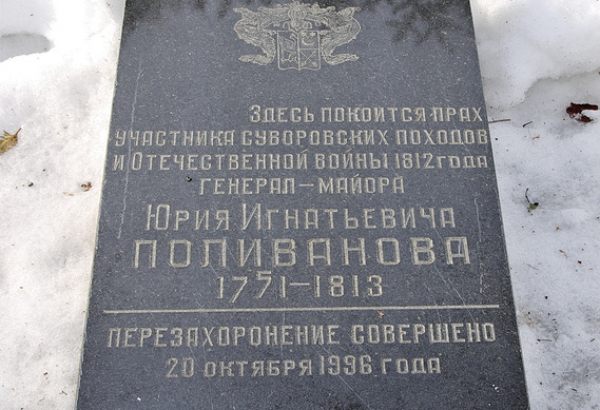 Здесь покоится прах
участника суворовских походов
и Отечественной войны 1812 года
генерал-майора
Юрия Игнатьевича
ПОЛИВАНОВА
1771-1813
Перезахоронение совершено
20 октября 1996 года